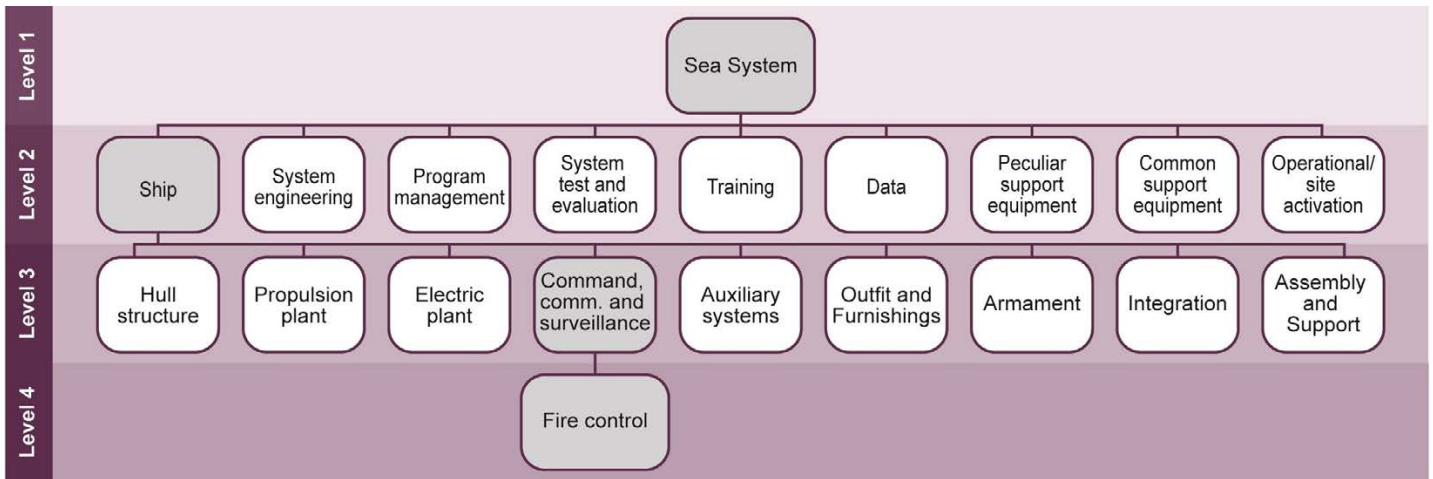 Level 1
Sea System
Level 2
Ship
System
engineering
Program
management
System
test and
evaluation
Training
Data
Peculiar
support
equipment
Common
support
equipment
Operational/
site
activation
Level 3
Hull
structure
Propulsion
plant
Electric
plant
Command,
comm. and
surveillance
Auxiliary
systems
Outfit and
Furnishings
Armament
Integration
Assembly
and
Support
Level 4
Fire control